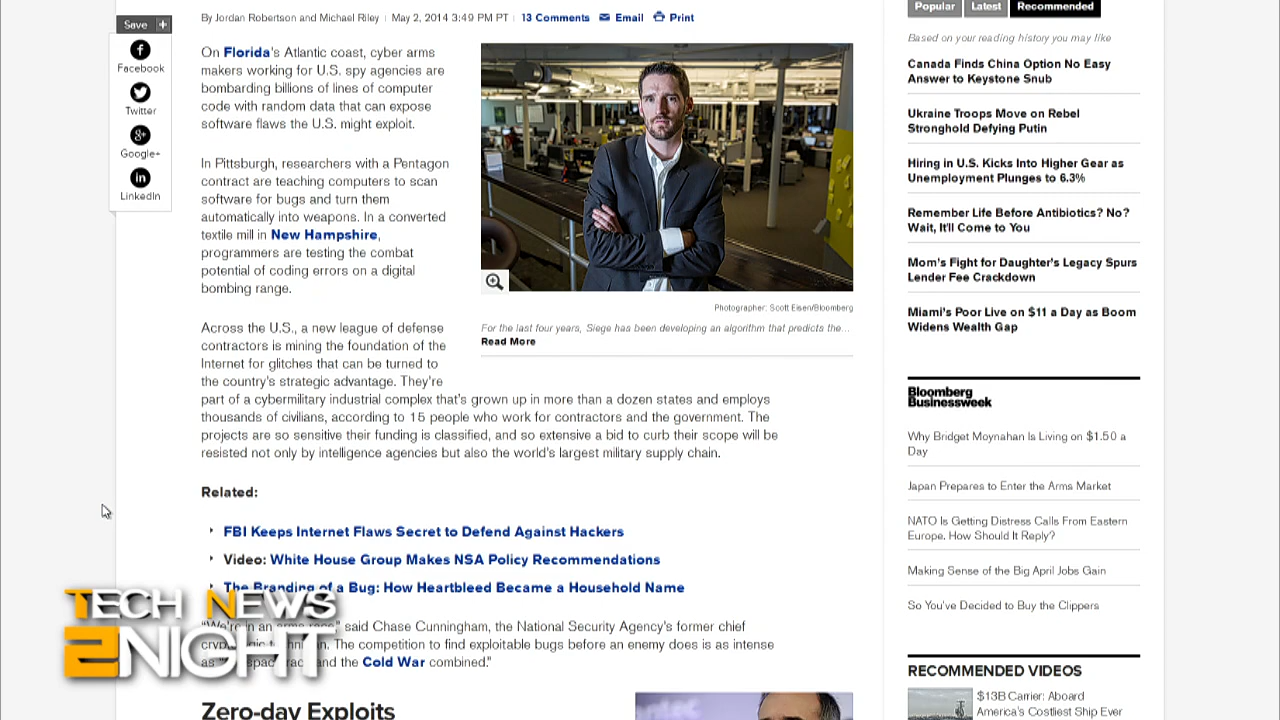 Save +
Facebook
Twitter
Google+
LinkedIn
By Jordan Robertson and Michael Riley | May 2, 2014 3:49 PM PT | 13 Comments Email Print
On Florida's Atlantic coast, cyber arms
makers working for U.S. spy agencies are
bombarding billions of lines of computer
code with random data that can expose
software flaws the U.S. might exploit.
In Pittsburgh, researchers with a Pentagon
contract are teaching computers to scan
software for bugs and turn them
automatically into weapons. In a converted
textile mill in New Hampshire,
programmers are testing the combat
potential of coding errors on a digital
bombing range.
Photographer: Scott Eisen/Bloomberg
For the last four years, Siege has been developing an algorithm that predicts the...
Read More
Across the U.S., a new league of defense
contractors is mining the foundation of the
Internet for glitches that can be turned to
the country's strategic advantage. They're
part of a cybermilitary industrial complex that's grown up in more than a dozen states and employs
thousands of civilians, according to 15 people who work for contractors and the government. The
projects are so sensitive their funding is classified, and so extensive a bid to curb their scope will be
resisted not only by intelligence agencies but also the world's largest military supply chain.
Related:
FBI Keeps Internet Flaws Secret to Defend Against Hackers
Video: White House Group Makes NSA Policy Recommendations
The Branding of a Bug: How Heartbleed Became a Household Name
"We're in an arms race," said Chase Cunningham, the National Security Agency's former chief
The competition to find exploitable bugs before an enemy does is as intense
as and the Cold War combined."
Zero-day Exploits
TECH NEWS
2NIGHT
Popular Latest Recommended
Based on your reading history you may like
Canada Finds China Option No Easy
Answer to Keystone Snub
Ukraine Troops Move on Rebel
Stronghold Defying Putin
Hiring in U.S. Kicks Into Higher Gear as
Unemployment Plunges to 6.3%
Remember Life Before Antibiotics? No?
Wait, It'll Come to You
Mom's Fight for Daughter's Legacy Spurs
Lender Fee Crackdown
Miami's Poor Live on $11 a Day as Boom
Widens Wealth Gap
Bloomberg
Businessweek
Why Bridget Moynahan Is Living on $1.50 a
Day
Japan Prepares to Enter the Arms Market
NATO Is Getting Distress Calls From Eastern
Europe. How Should It Reply?
Making Sense of the Big April Jobs Gain
So You've Decided to Buy the Clippers
RECOMMENDED VIDEOS
$13B Carrier: Aboard
America's Costliest Ship Ever